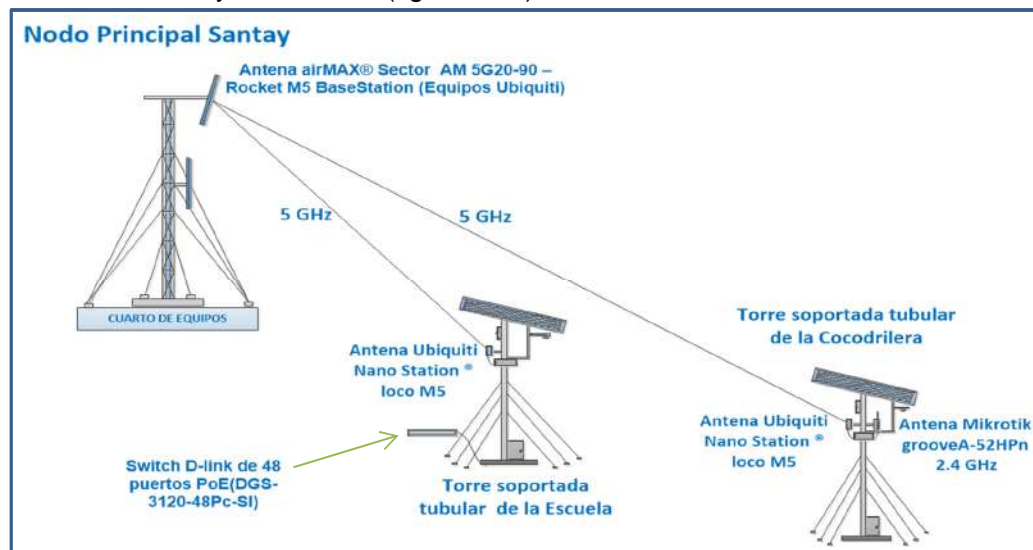 Nodo Principal Santay
Antena airMAX® Sector AM 5G20-90 –
Rocket M5 BaseStation (Equipos Ubiquiti)
5 GHz
5 GHz
CUARTO DE EQUIPOS
Antena Ubiquiti
Nano Station ®
loco M5
Torre soportada tubular
de la Cocodrilera
Antena Ubiquiti
Nano Station ®
loco M5
Antena Mikrotik
grooveA-52HPn
2.4 GHz
Switch D-link de 48
puertos PoE(DGS-
3120-48Pc-SI)
Torre soportada
tubular de la Escuela